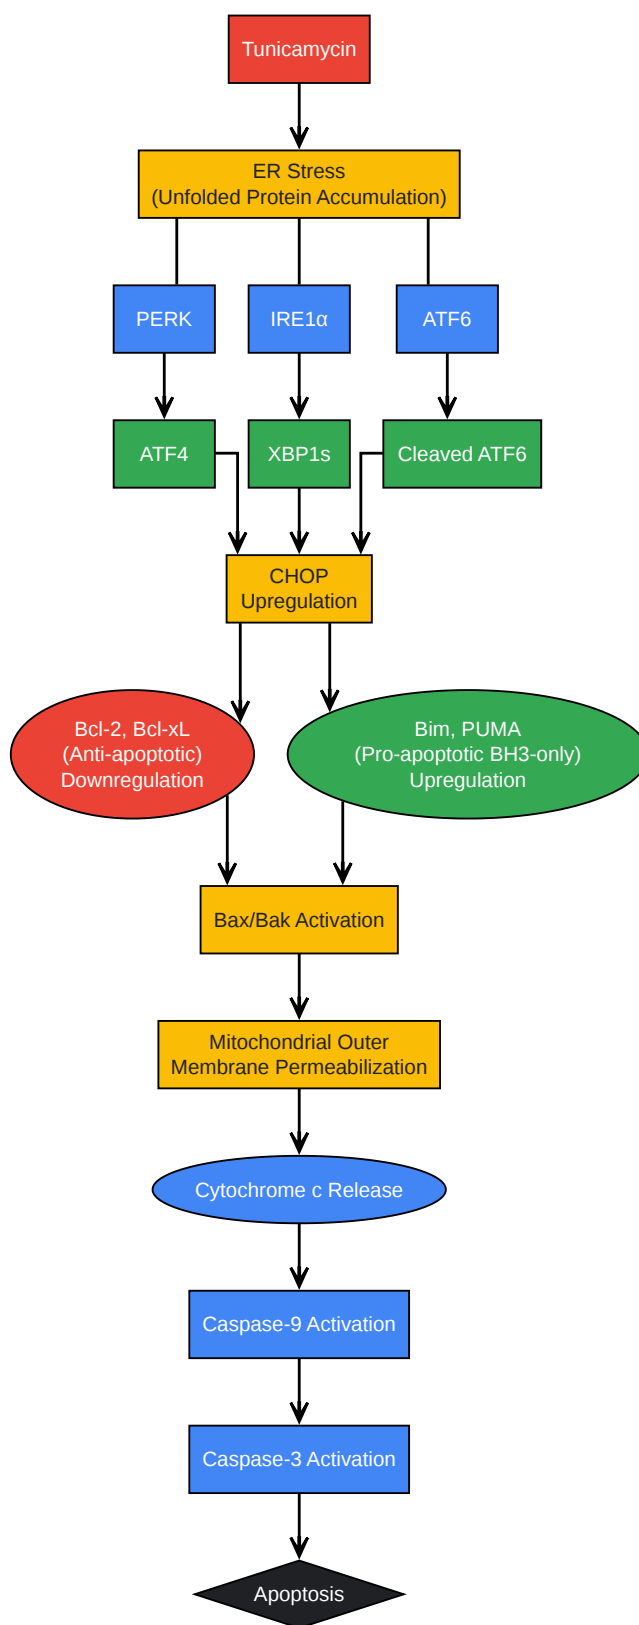 Tunicamycin
ER Stress
(Unfolded Protein Accumulation)
PERK
IRE1α
ATF6
ATF4
XBP1s
Cleaved ATF6
CHOP
Upregulation
Bcl-2, Bcl-xL
(Anti-apoptotic)
Downregulation
Bim, PUMA
(Pro-apoptotic BH3-only)
Upregulation
Bax/Bak Activation
Mitochondrial Outer
Membrane Permeabilization
Cytochrome c Release
Caspase-9 Activation
Caspase-3 Activation
Apoptosis